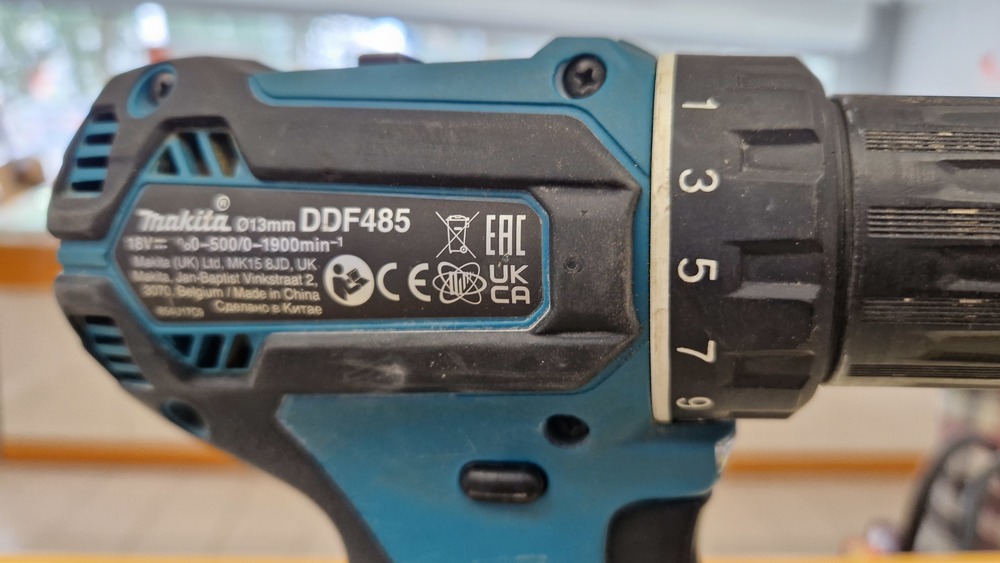 makita® Ø13mm DDF485
18V⎓ n₀0-500/0-1900min⁻¹
Makita (UK) Ltd, MK15 8JD, UK
Makita, Jan-Baptist Vinkstraat 2,
3070, Belgium / Made in China
Сделано в Китае
EAC
CE
UK
CA
1
3
5
7
9